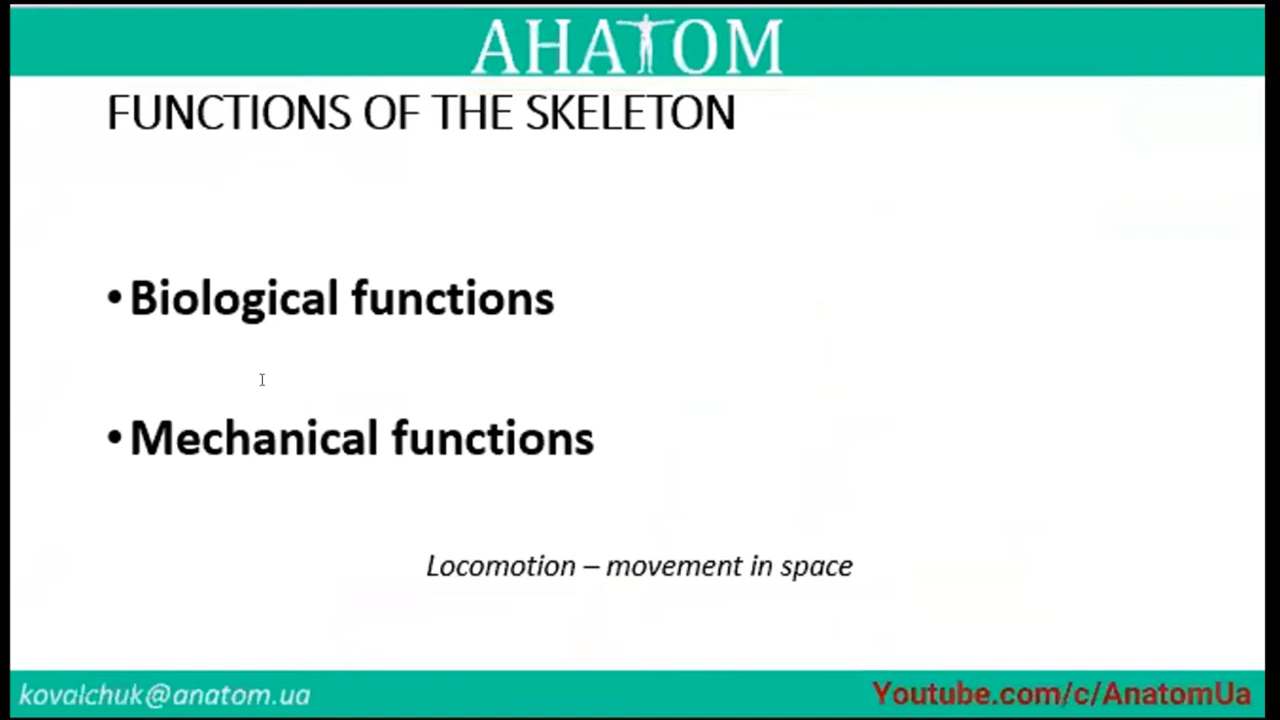 АНАТОМ
FUNCTIONS OF THE SKELETON
•Biological functions
•Mechanical functions
Locomotion – movement in space
kovalchuk@anatom.ua
Youtube.com/c/AnatomUa